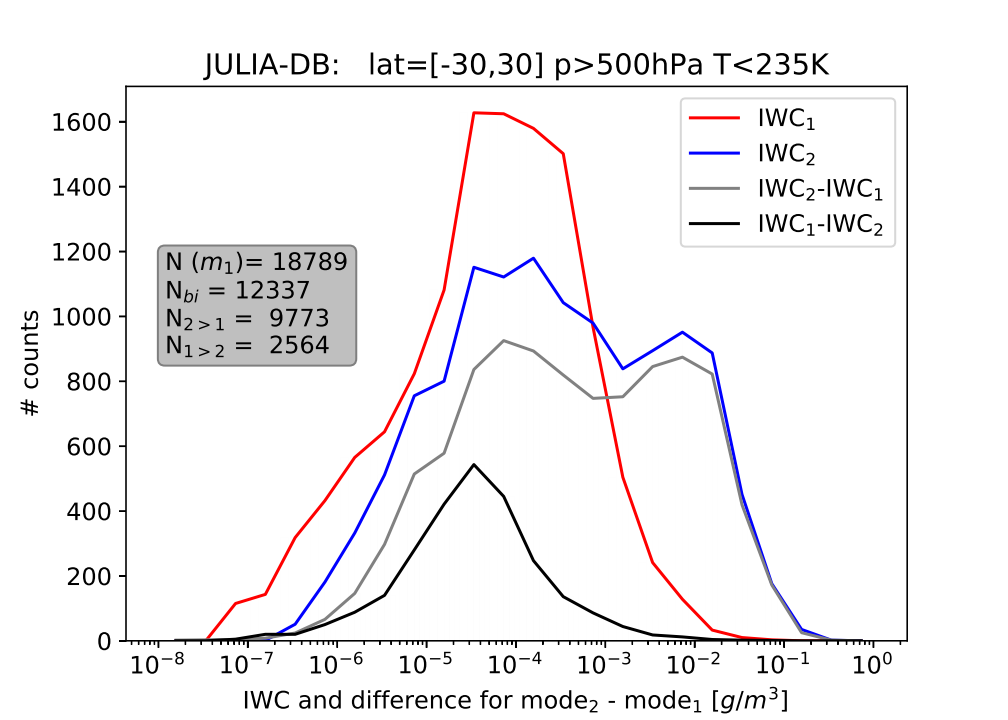 JULIA-DB: lat=[-30,30] p>500hPa T<235K
# counts
1600
1400
1200
1000
800
600
400
200
0
N (m₁)= 18789
N_bi = 12337
N₂>₁ = 9773
N₁>₂ = 2564
IWC₁
IWC₂
IWC₂-IWC₁
IWC₁-IWC₂
10⁻⁸ 10⁻⁷ 10⁻⁶ 10⁻⁵ 10⁻⁴ 10⁻³ 10⁻² 10⁻¹ 10⁰
IWC and difference for mode₂ - mode₁ [g/m³]